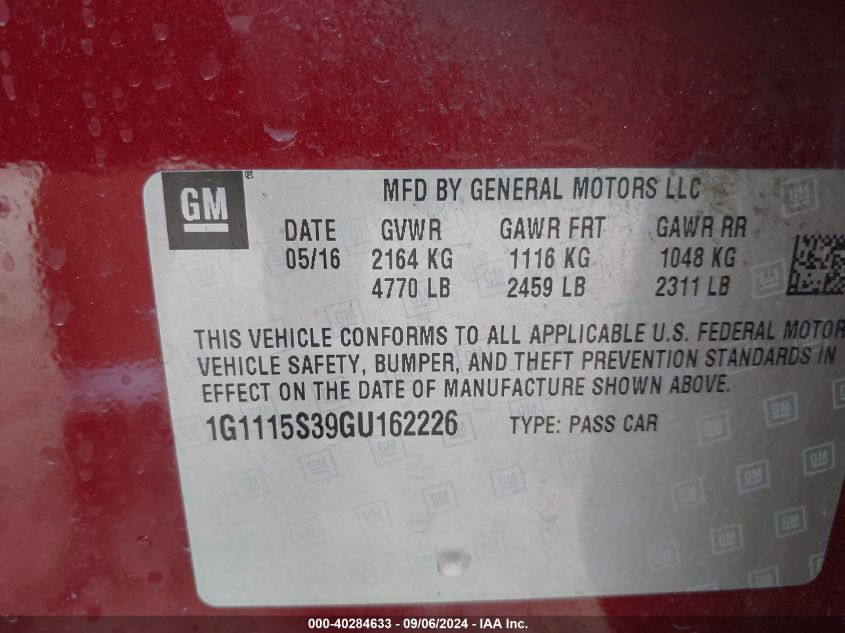 GM
MFD BY GENERAL MOTORS LLC
DATE GVWR GAWR FRT GAWR RR
05/16 2164 KG 1116 KG 1048 KG
4770 LB 2459 LB 2311 LB
THIS VEHICLE CONFORMS TO ALL APPLICABLE U.S. FEDERAL MOTOR
VEHICLE SAFETY, BUMPER, AND THEFT PREVENTION STANDARDS IN
EFFECT ON THE DATE OF MANUFACTURE SHOWN ABOVE.
1G1115S39GU162226 TYPE: PASS CAR
000-40284633 - 09/06/2024 - IAA Inc.